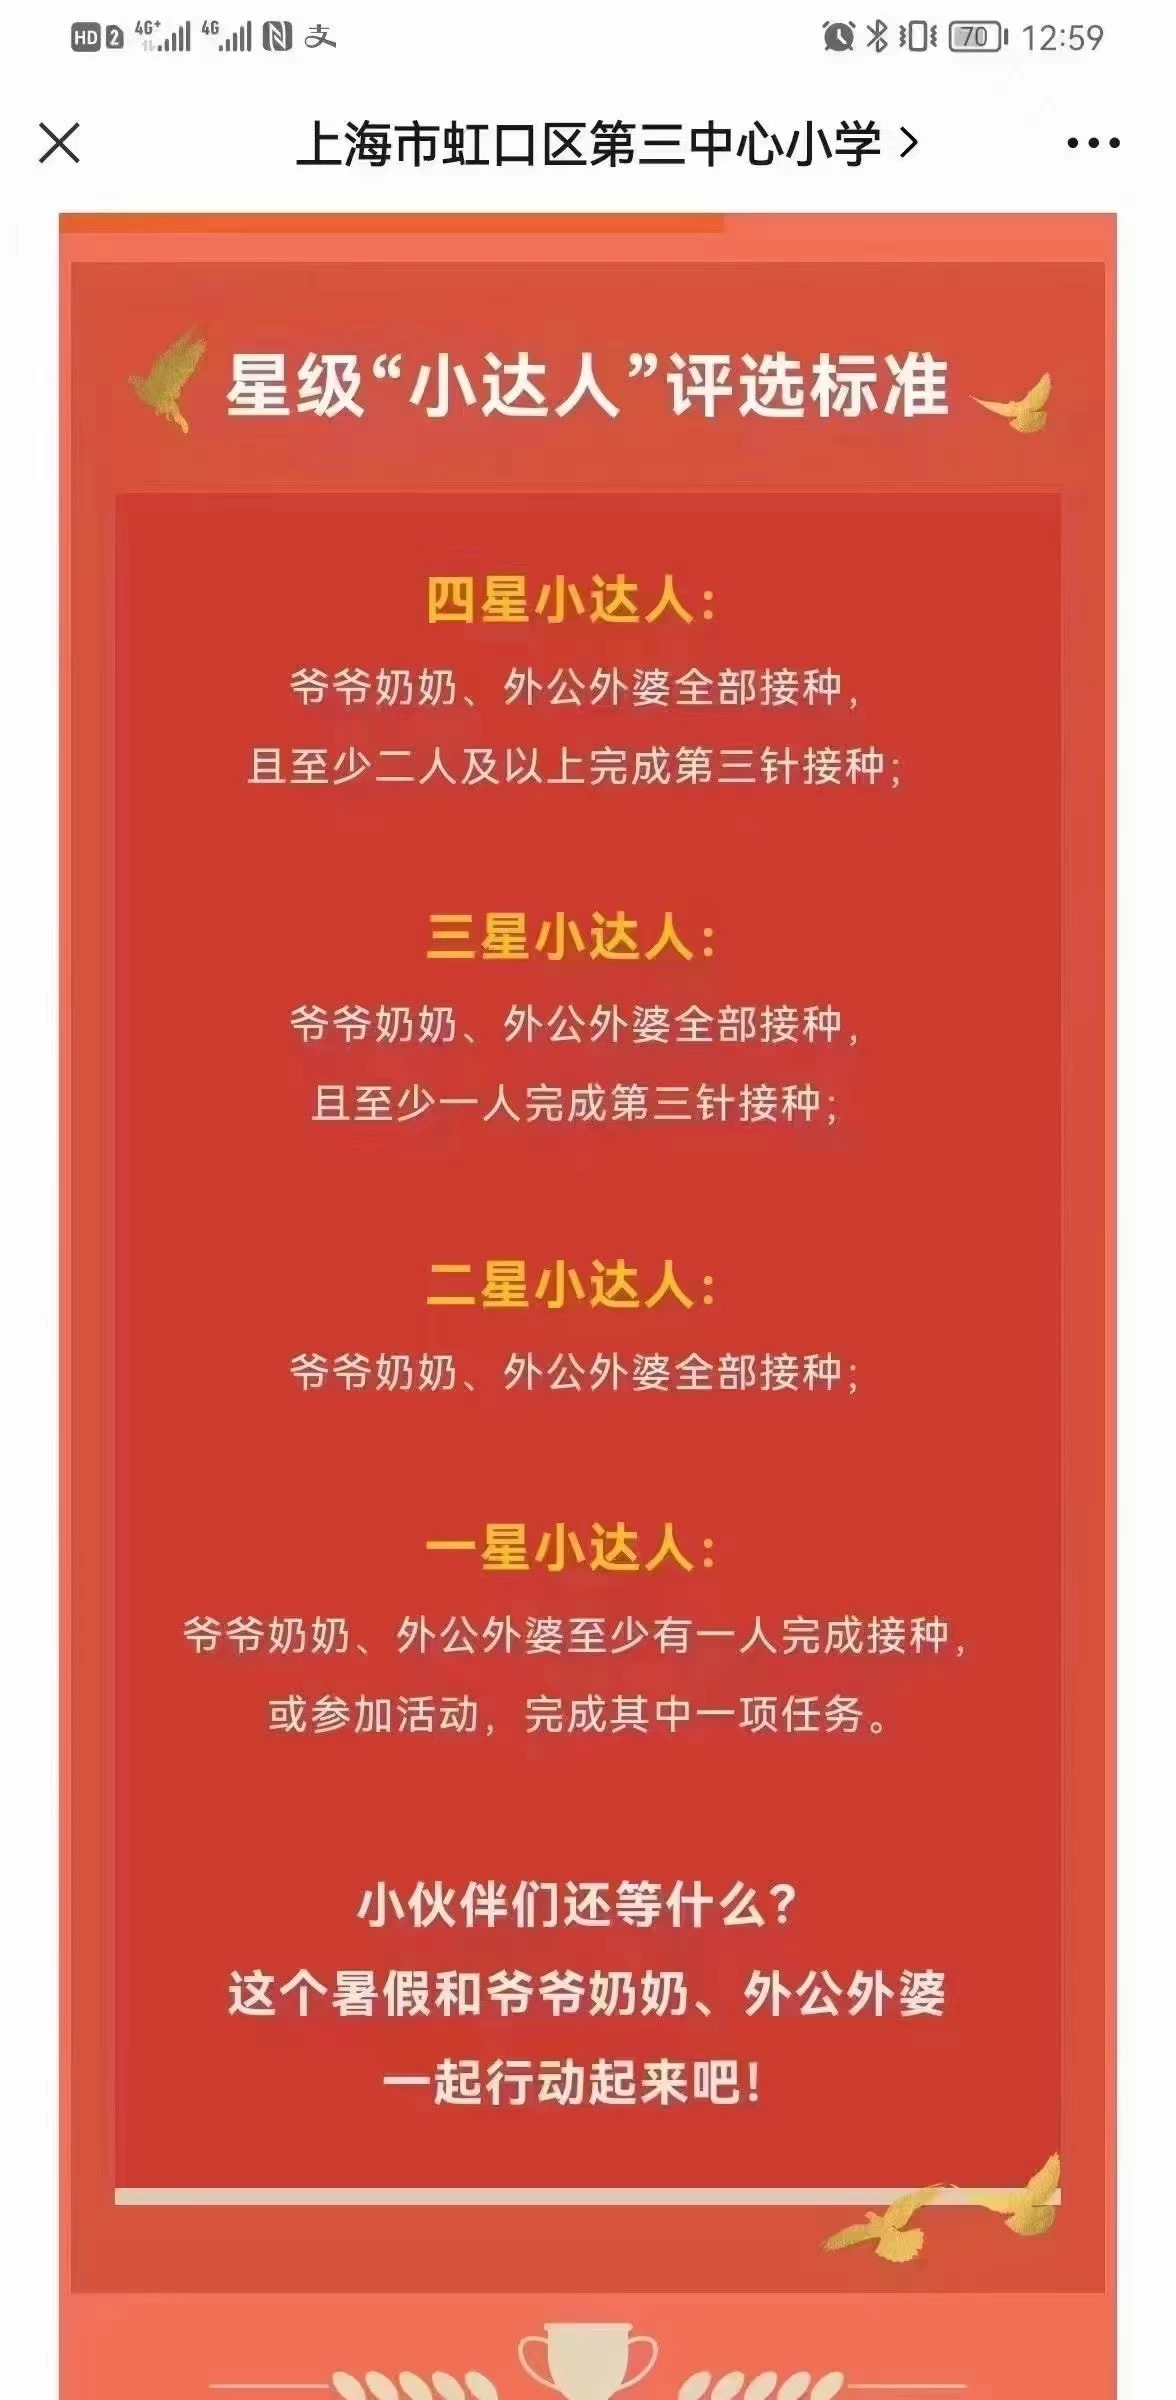 HD 2 4G+ 4G 支 70 12:59
上海市虹口区第三中心小学
星级“小达人”评选标准
四星小达人：
爷爷奶奶、外公外婆全部接种，
且至少二人及以上完成第三针接种；
三星小达人：
爷爷奶奶、外公外婆全部接种，
且至少一人完成第三针接种；
二星小达人：
爷爷奶奶、外公外婆全部接种；
一星小达人：
爷爷奶奶、外公外婆至少有一人完成接种，
或参加活动，完成其中一项任务。
小伙伴们还等什么？
这个暑假和爷爷奶奶、外公外婆
一起行动起来吧！